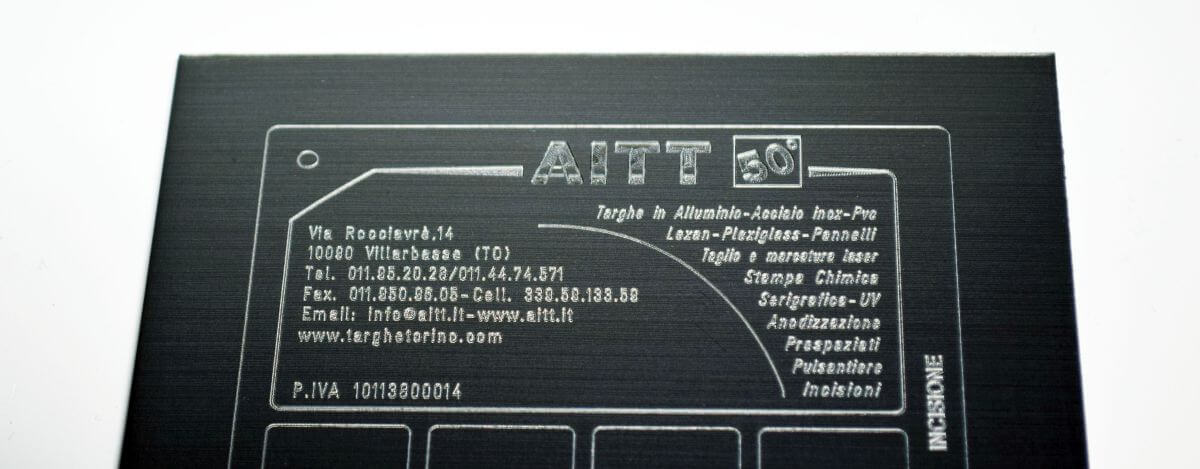 AITT 50°
Via Rocciavrè,14
10090 Villarbasse (TO)
Tel. 011.95.20.28/011.44.74.571
Fax. 011.950.96.05-Cell. 339.59.133.59
Email: info@aitt.it-www.aitt.it
www.targhetorino.com
P.IVA 10113800014
Targhe in Alluminio-Acciaio inox-Pvc
Lexan-Plexiglass-Pannelli
Taglio e marcatura laser
Stampa Chimica
Serigrafica-UV
Anodizzazione
Prespaziati
Pulsantiere
Incisioni
INCISIONE